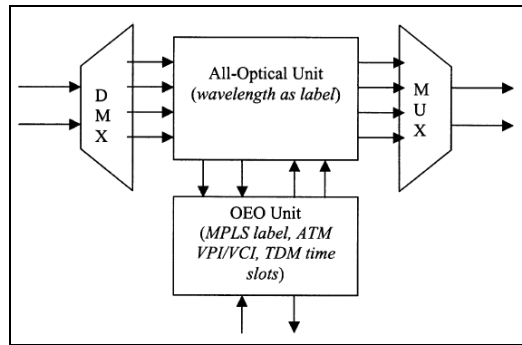 D
M
X
All-Optical Unit
(wavelength as label)
M
U
X
OEO Unit
(MPLS label, ATM
VPI/VCI, TDM time
slots)